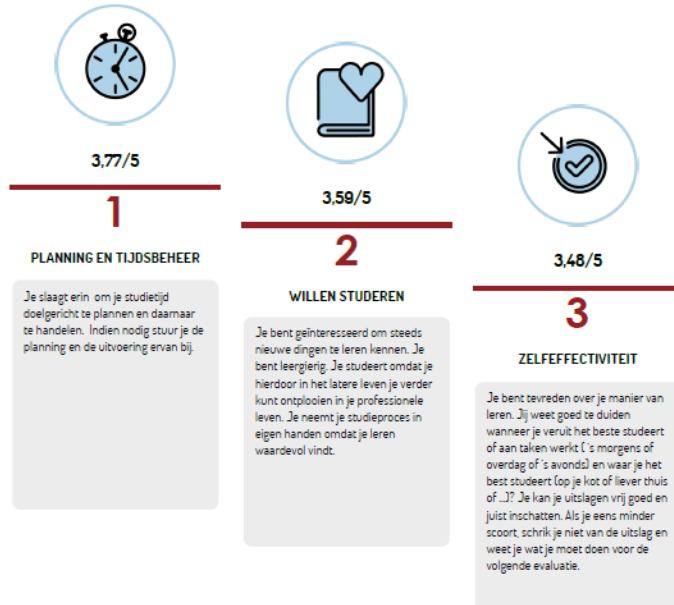 3,77/5
1
PLANNING EN TIJDSBEHEER
Je slaagt erin om je studietijd
doelgericht te plannen en daarnaar
te handelen. Indien nodig stuur je de
planning en de uitvoering ervan bij.
3,59/5
2
WILLEN STUDEREN
Je bent geïnteresseerd om steeds
nieuwe dingen te leren kennen. Je
bent leergierig. Je studeert omdat je
hierdoor in het latere leven je verder
kunt ontplooien in je professionele
leven. Je neemt je studieproces in
eigen handen omdat je leren
waardevol vindt.
3,48/5
3
ZELFEFFECTIVITEIT
Je bent tevreden over je manier van
leren. Jij weet goed te duiden
wanneer je veruit het beste studeert
of aan taken werkt ( 's morgens of
overdag of 's avonds) en waar je het
best studeert (op je kot of liever thuis
of ...)? Je kan je uitslagen vrij goed en
juist inschatten. Als je eens minder
scoort, schrik je niet van de uitslag en
weet je wat je moet doen voor de
volgende evaluatie.